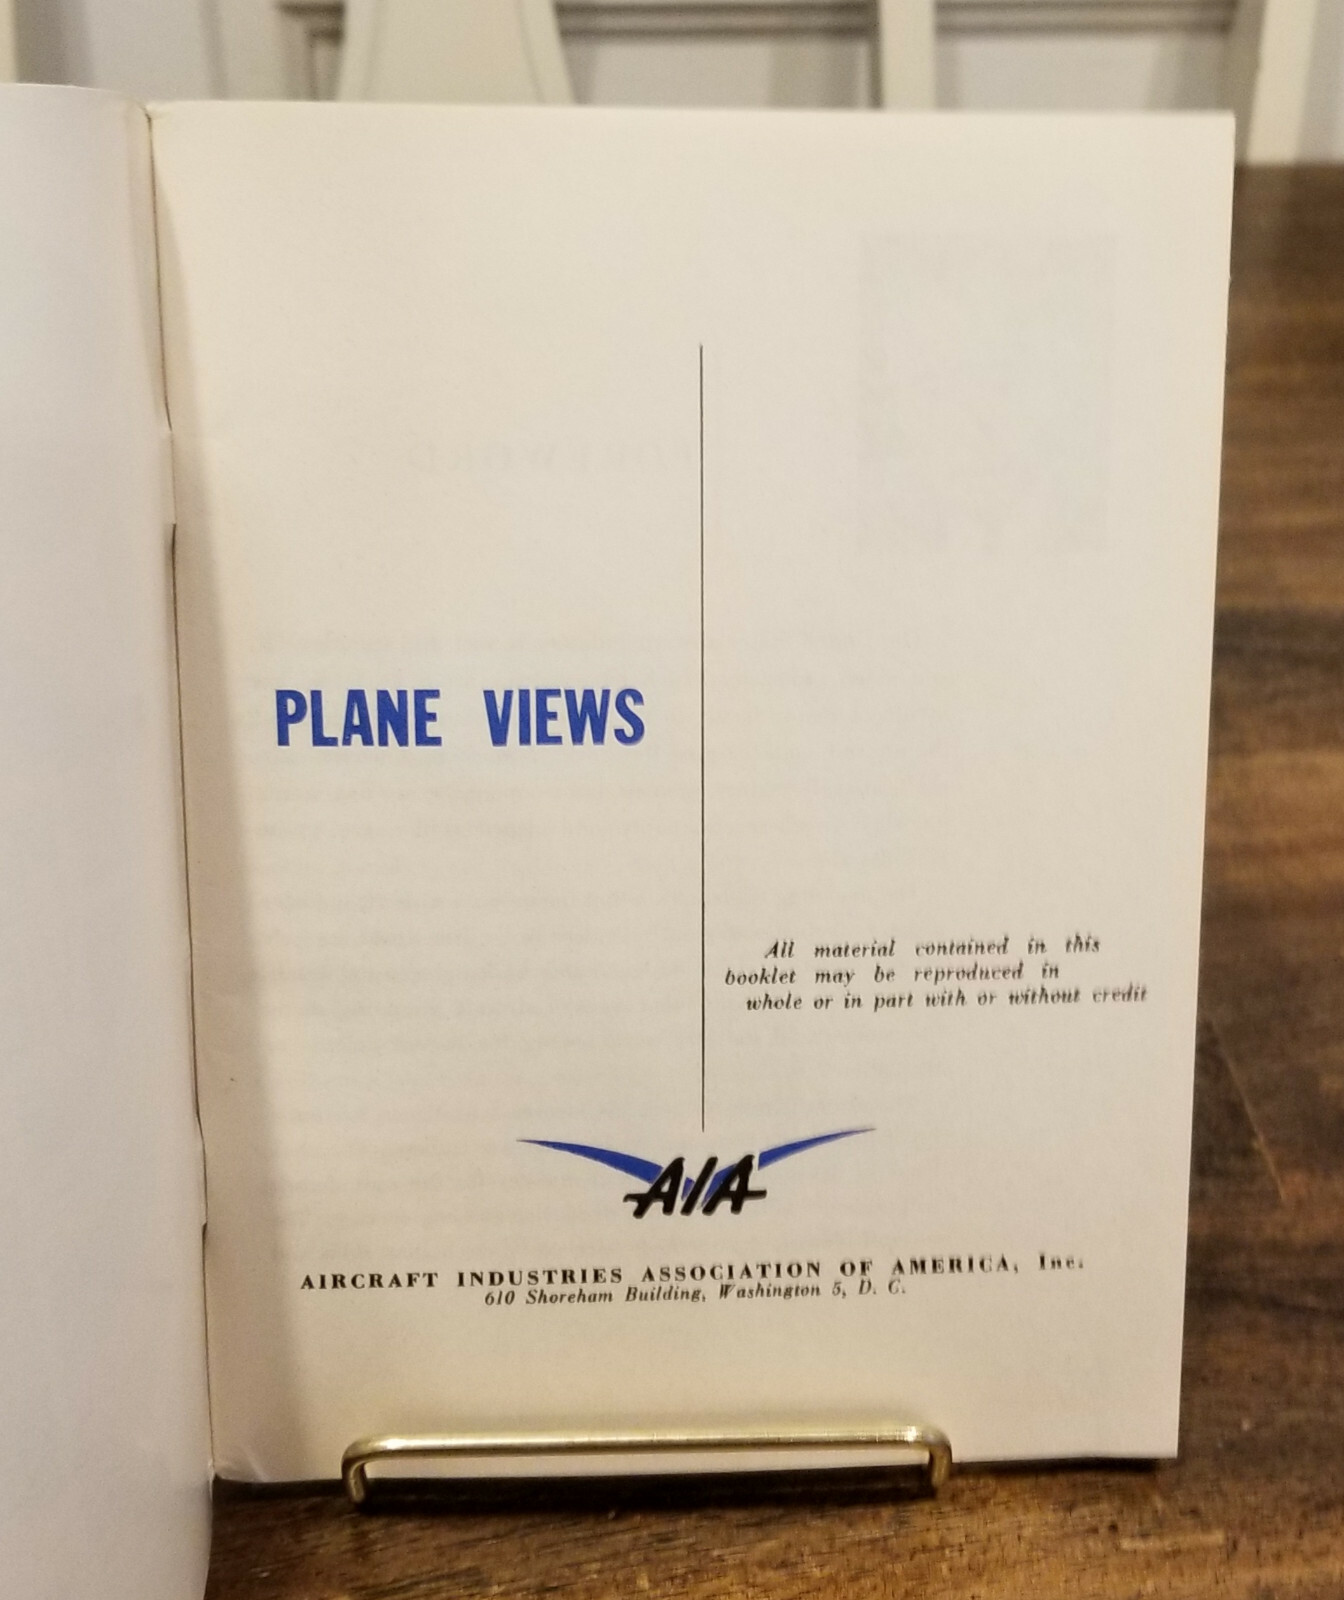 PLANE VIEWS
All material contained in this
booklet may be reproduced in
whole or in part with or without credit
AIA
AIRCRAFT INDUSTRIES ASSOCIATION OF AMERICA, Inc.
610 Shoreham Building, Washington 5, D. C.